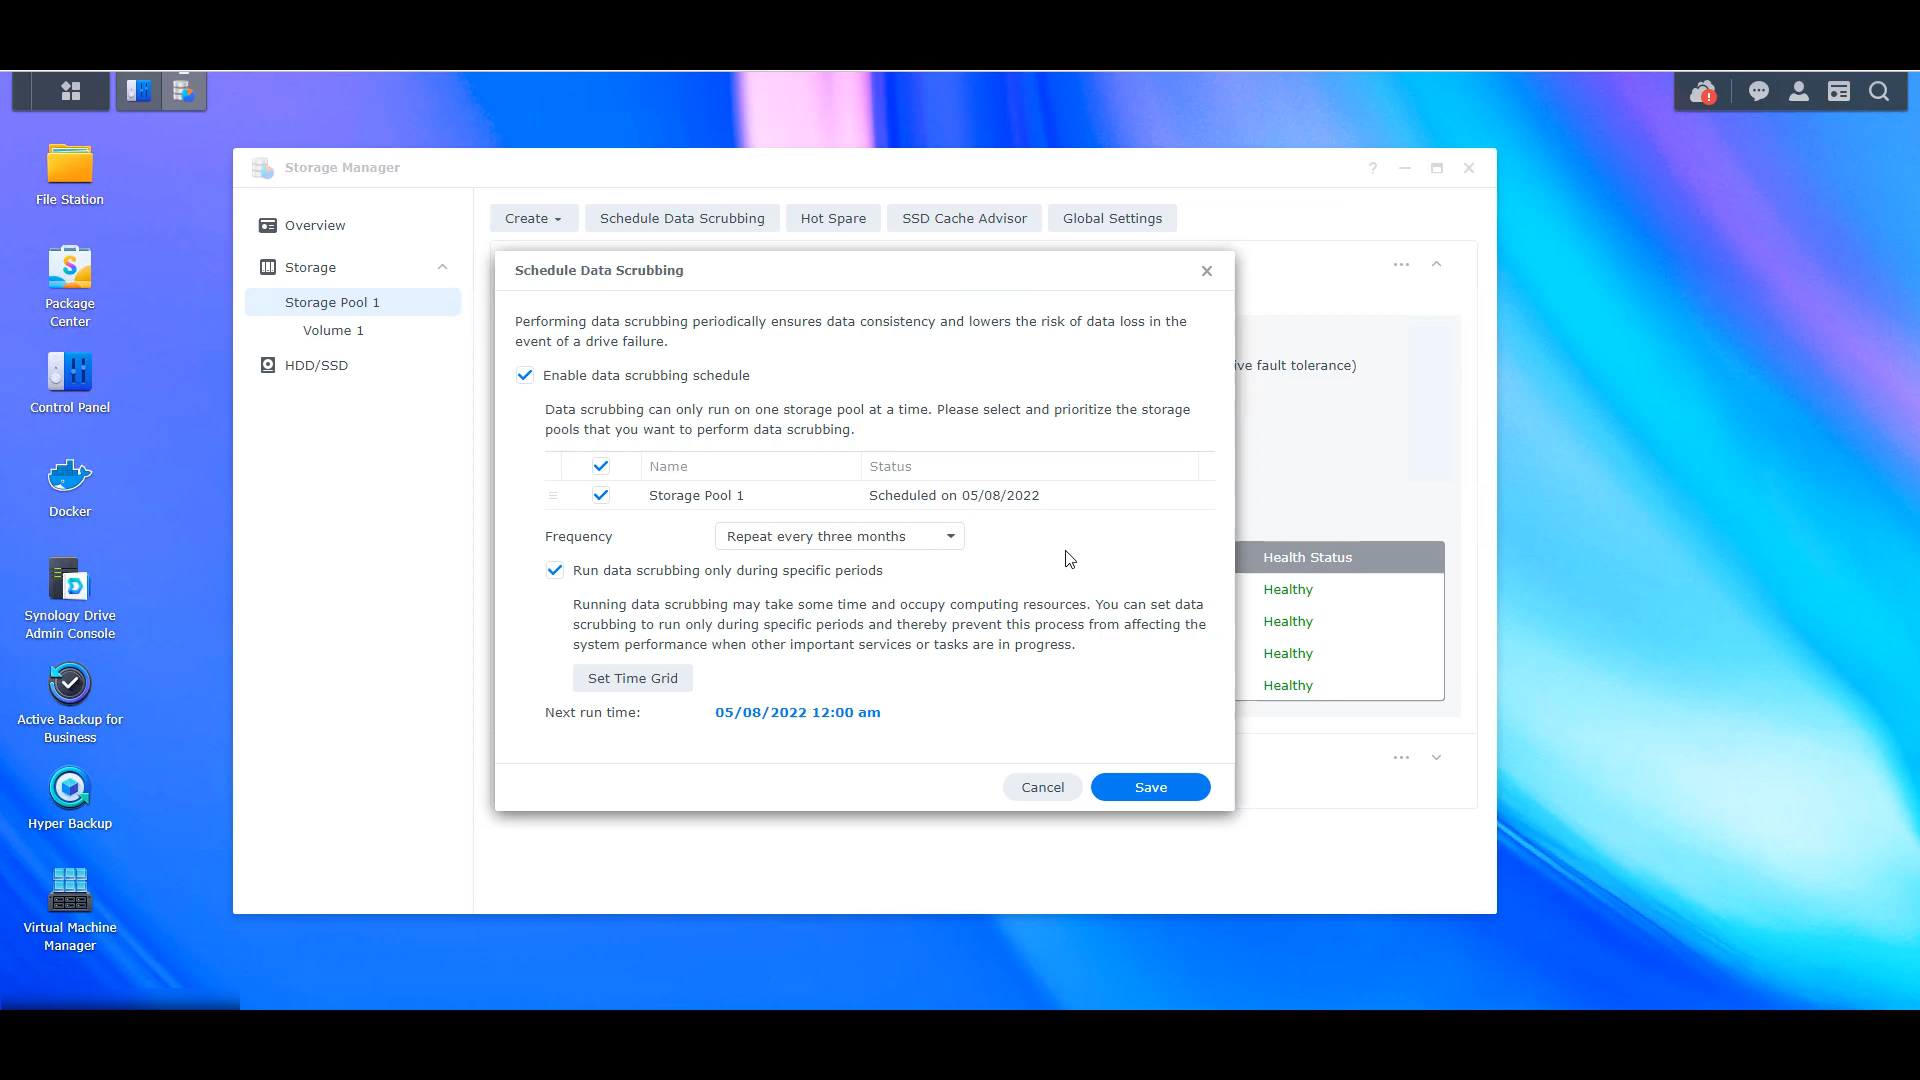 File Station
Package
Center
Control Panel
Docker
Synology Drive
Admin Console
Active Backup for
Business
Hyper Backup
Virtual Machine
Manager
Storage Manager
?
Overview
Storage
Storage Pool 1
Volume 1
HDD/SSD
Create
Schedule Data Scrubbing
Hot Spare
SSD Cache Advisor
Global Settings
Schedule Data Scrubbing
Performing data scrubbing periodically ensures data consistency and lowers the risk of data loss in the
event of a drive failure.
Enable data scrubbing schedule
Data scrubbing can only run on one storage pool at a time. Please select and prioritize the storage
pools that you want to perform data scrubbing.
Name Status
Storage Pool 1 Scheduled on 05/08/2022
Frequency Repeat every three months
Run data scrubbing only during specific periods
Running data scrubbing may take some time and occupy computing resources. You can set data
scrubbing to run only during specific periods and thereby prevent this process from affecting the
system performance when other important services or tasks are in progress.
Set Time Grid
Next run time: 05/08/2022 12:00 am
Cancel Save
ive fault tolerance)
Health Status
Healthy
Healthy
Healthy
Healthy